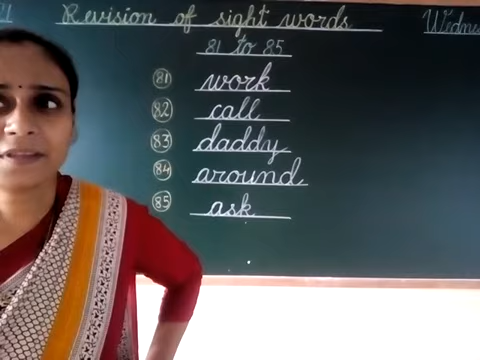 Revision of sight words
81 to 85
81 work
82 call
83 daddy
84 around
85 ask